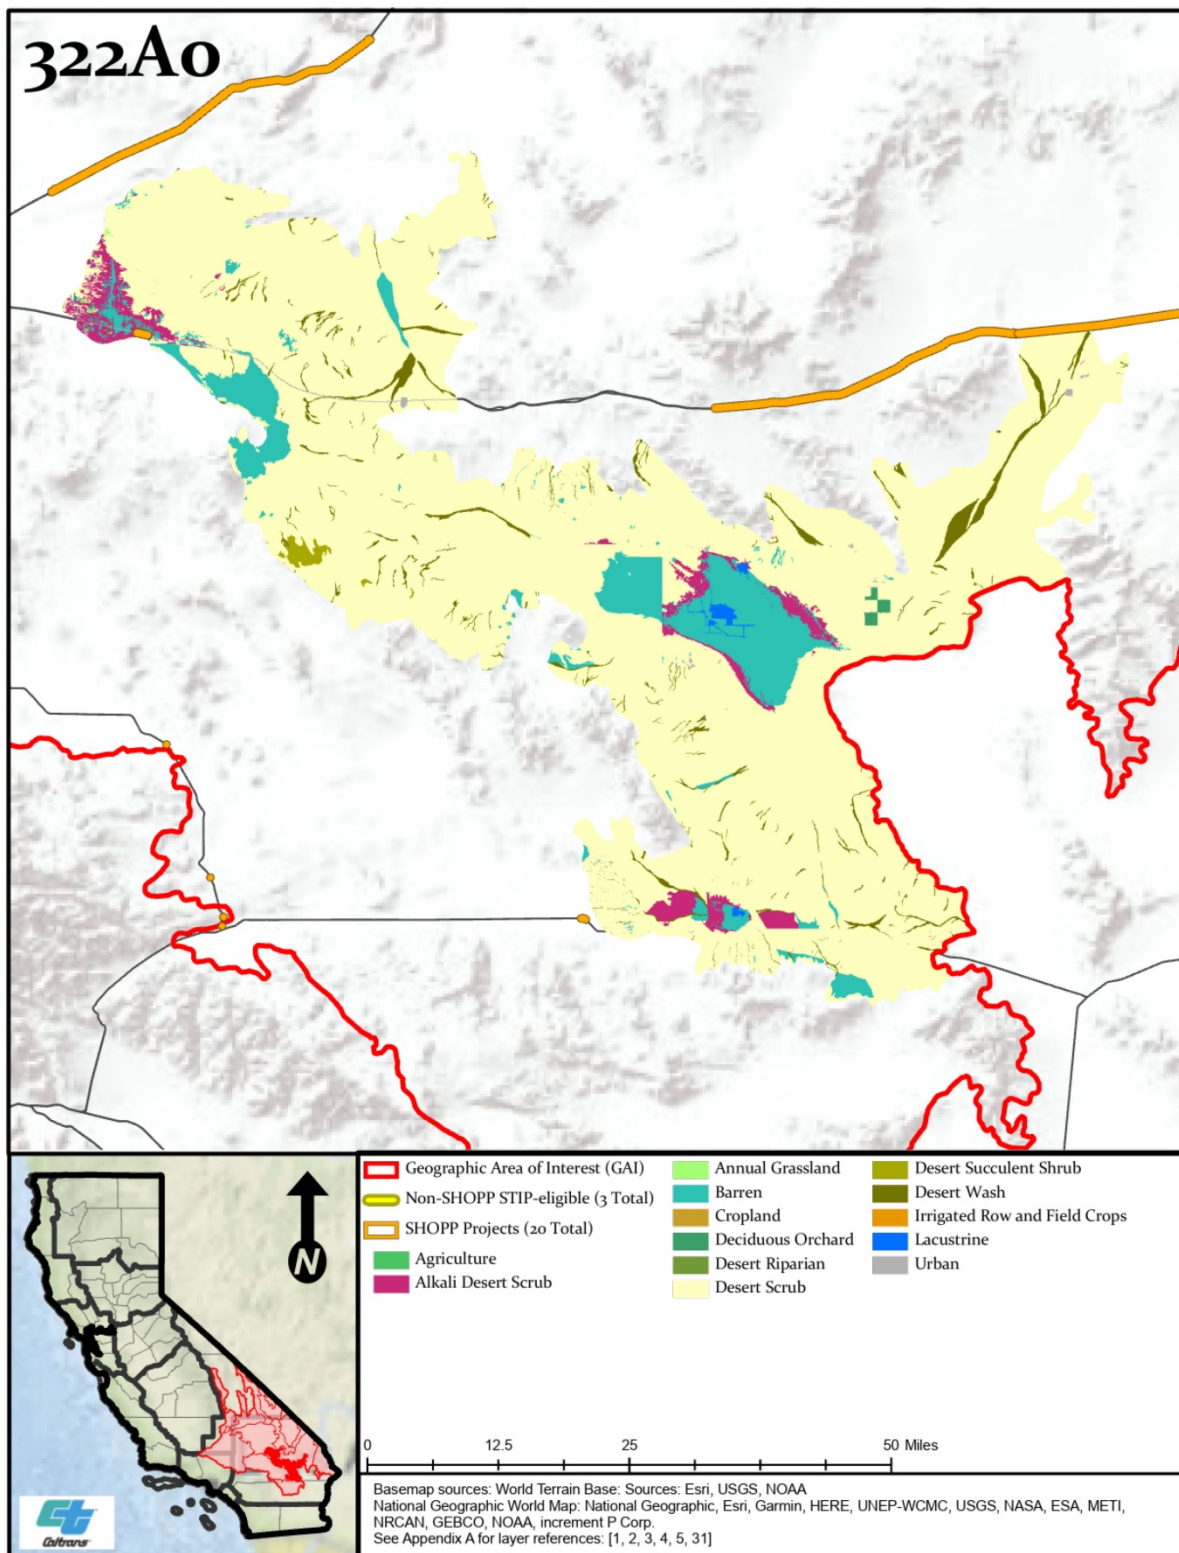 322A0
Geographic Area of Interest (GAI)
Non-SHOPP STIP-eligible (3 Total)
SHOPP Projects (20 Total)
Agriculture
Alkali Desert Scrub
Annual Grassland
Barren
Cropland
Deciduous Orchard
Desert Riparian
Desert Scrub
Desert Succulent Shrub
Desert Wash
Irrigated Row and Field Crops
Lacustrine
Urban
N
0 12.5 25 50 Miles
Basemap sources: World Terrain Base: Sources: Esri, USGS, NOAA
National Geographic World Map: National Geographic, Esri, Garmin, HERE, UNEP-WCMC, USGS, NASA, ESA, METI,
NRCAN, GEBCO, NOAA, increment P Corp.
See Appendix A for layer references: [1, 2, 3, 4, 5, 31]
Caltrans